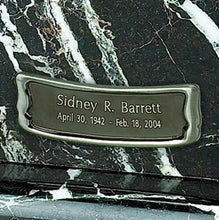 Sidney R. Barrett
April 30, 1942 - Feb. 18, 2004